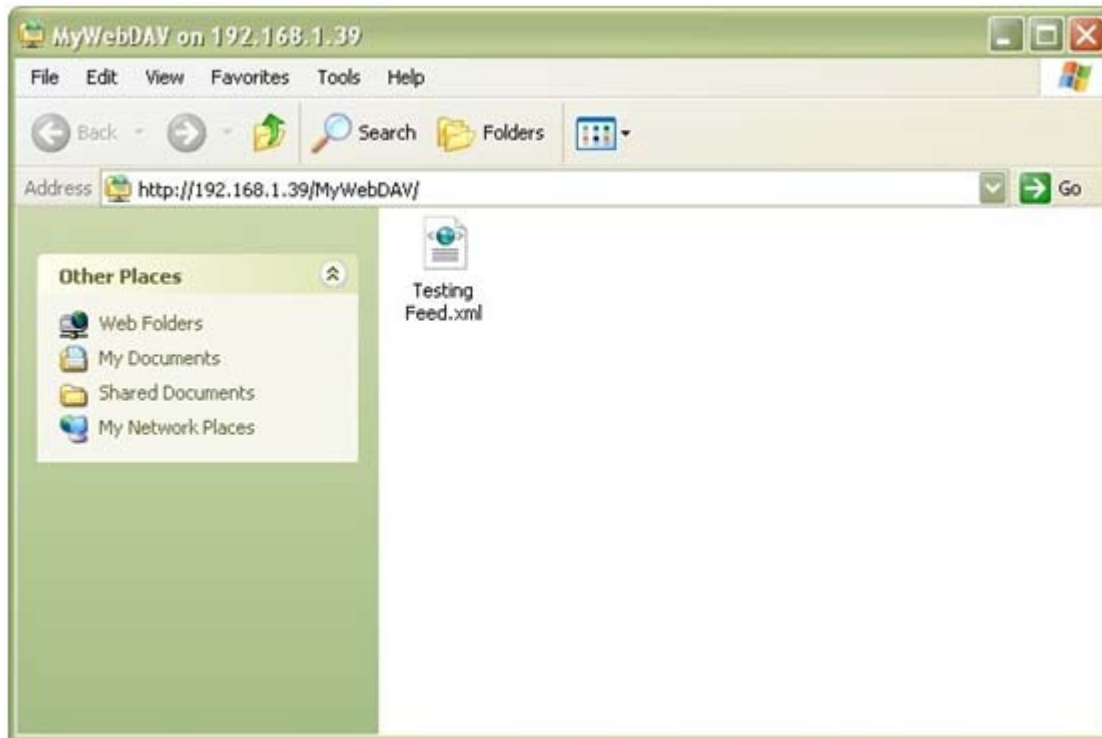 MyWebDAV on 192.168.1.39
File Edit View Favorites Tools Help
Back Search Folders
Address http://192.168.1.39/MyWebDAV/ Go
Other Places
Web Folders
My Documents
Shared Documents
My Network Places
Testing
Feed.xml